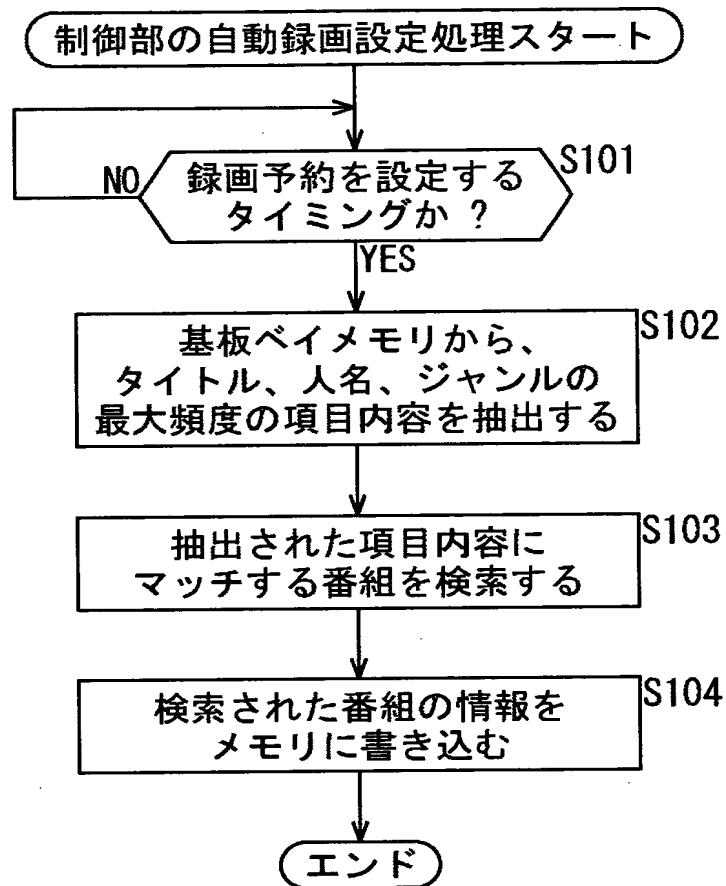 制御部の自動録画設定処理スタート
NO
録画予約を設定する
タイミングか ?
S101
YES
S102
基板ベイメモリから、
タイトル、人名、ジャンルの
最大頻度の項目内容を抽出する
S103
抽出された項目内容に
マッチする番組を検索する
S104
検索された番組の情報を
メモリに書き込む
エンド